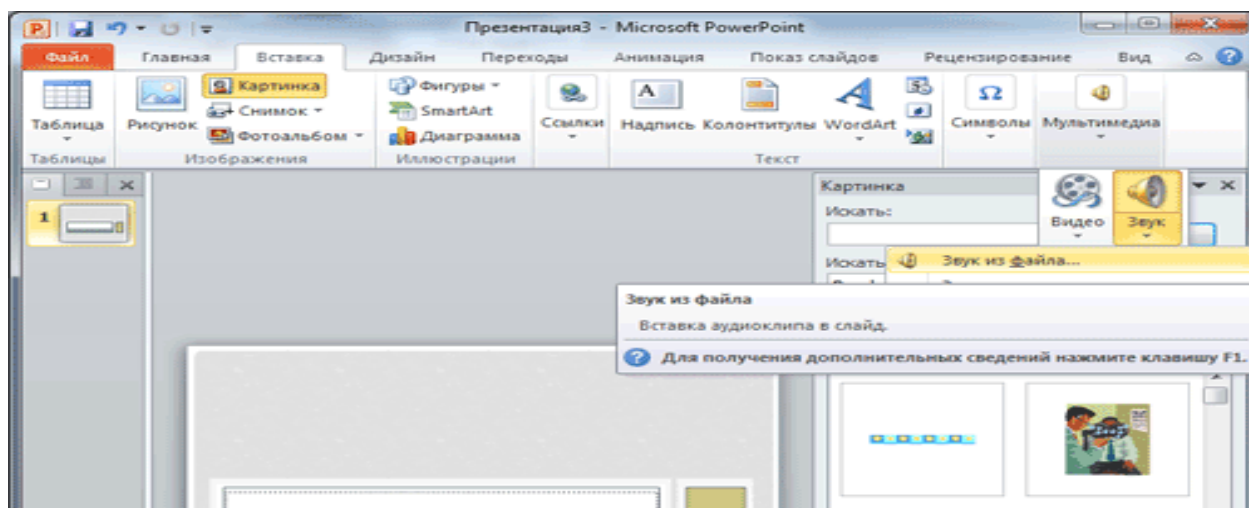 Презентация3 - Microsoft PowerPoint
Файл Главная Вставка Дизайн Переходы Анимация Показ слайдов Рецензирование Вид
Таблица
Рисунок
Картинка
Снимок
Фотоальбом
Фигуры
SmartArt
Диаграмма
Ссылки
Надпись
Колонтитулы
WordArt
Символы
Мультимедиа
Таблицы Изображения Иллюстрации Текст
1
Картинка
Искать:
Видео Звук
Искать
Звук из файла...
Звук из файла
Вставка аудиоклипа в слайд.
Для получения дополнительных сведений нажмите клавишу F1.